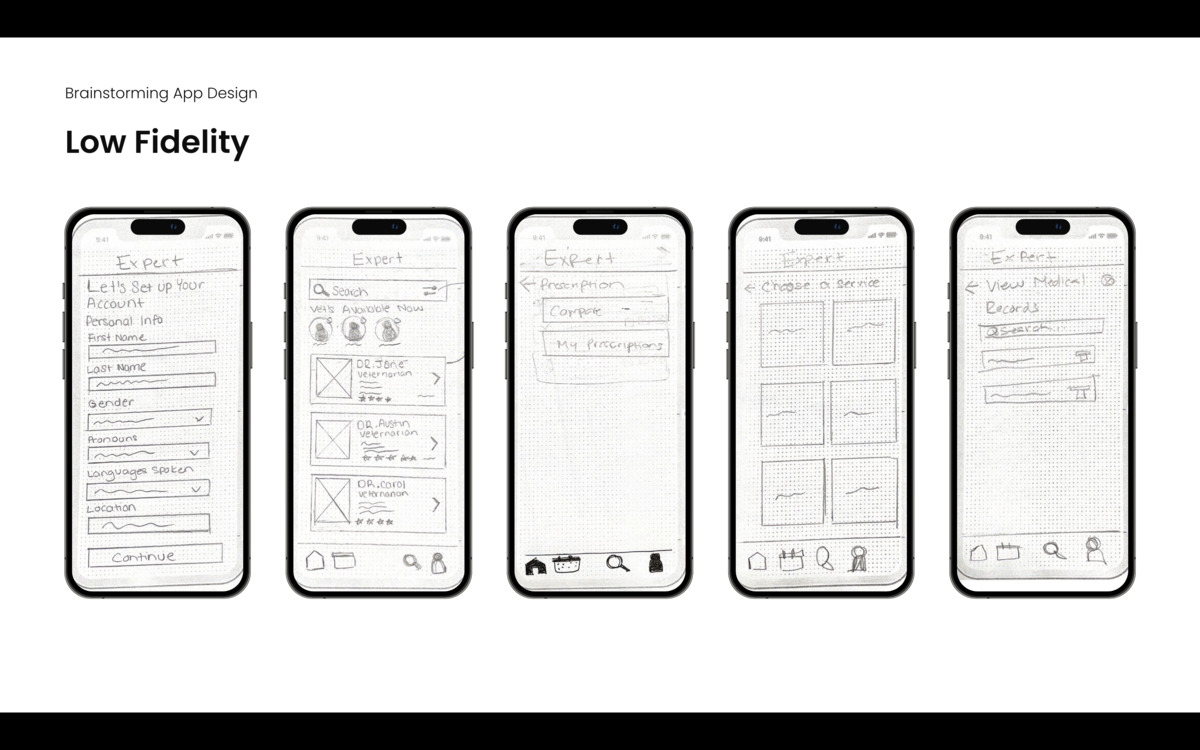 Brainstorming App Design
Low Fidelity
9:41
Expert
Let's Set up Your
Account
Personal Info
First Name
Last Name
Gender
Pronouns
Languages Spoken
Location
Continue
9:41
Expert
Search
Vets Available Now
DR.Jane
veternarian
DR.Austin
veternarian
DR.carol
veternarian
9:41
Expert
Prescription
Compare
My Prescriptions
9:41
Expert
Choose a service
9:41
Expert
View Medical
Records
Search...